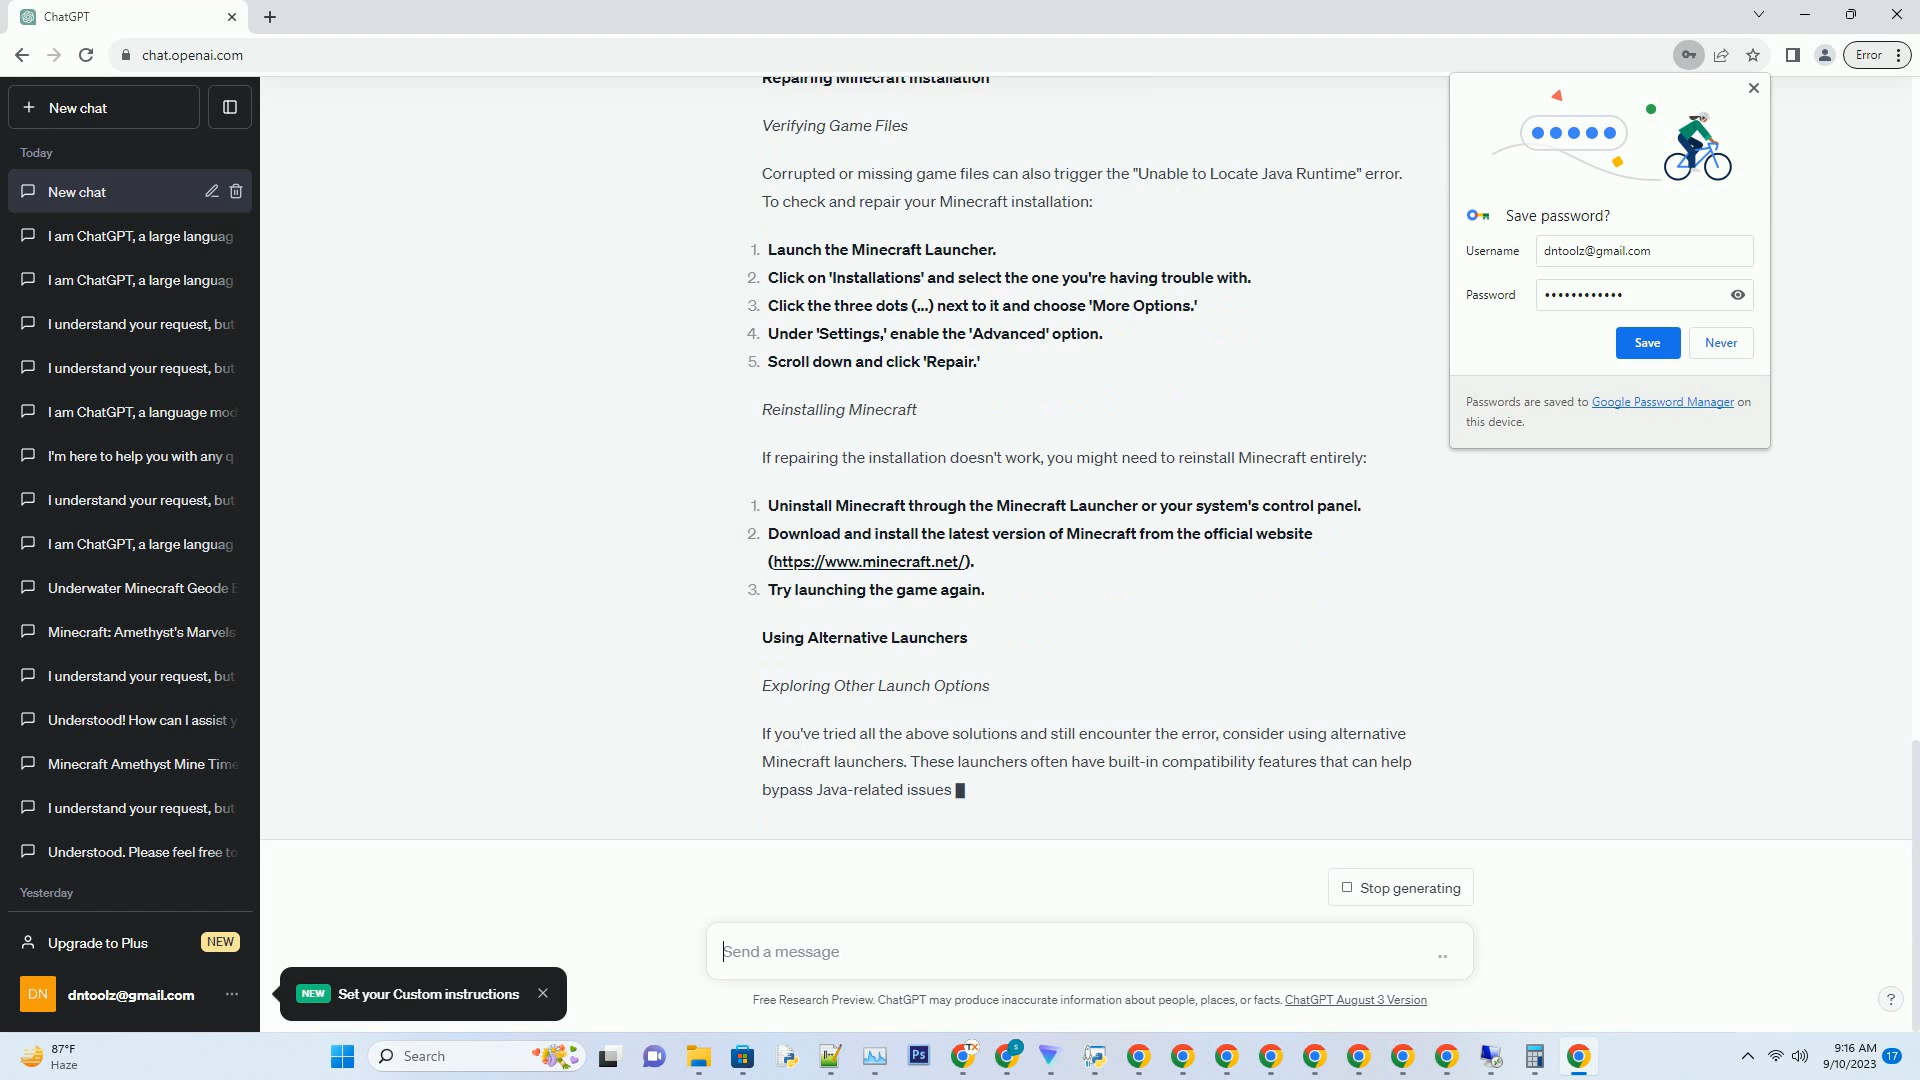 ChatGPT
chat.openai.com
Error
New chat
Today
New chat
I am ChatGPT, a large languag
I am ChatGPT, a large languag
I understand your request, but
I understand your request, but
I am ChatGPT, a language mod
I'm here to help you with any q
I understand your request, but
I am ChatGPT, a large languag
Underwater Minecraft Geode E
Minecraft: Amethyst's Marvels
I understand your request, but
Understood! How can I assist y
Minecraft Amethyst Mine Time
I understand your request, but
Understood. Please feel free to
Yesterday
Upgrade to Plus NEW
DN dntoolz@gmail.com
Repairing Minecraft Installation
Verifying Game Files
Corrupted or missing game files can also trigger the "Unable to Locate Java Runtime" error.
To check and repair your Minecraft installation:
1. Launch the Minecraft Launcher.
2. Click on 'Installations' and select the one you're having trouble with.
3. Click the three dots (...) next to it and choose 'More Options.'
4. Under 'Settings,' enable the 'Advanced' option.
5. Scroll down and click 'Repair.'
Reinstalling Minecraft
If repairing the installation doesn't work, you might need to reinstall Minecraft entirely:
1. Uninstall Minecraft through the Minecraft Launcher or your system's control panel.
2. Download and install the latest version of Minecraft from the official website
(https://www.minecraft.net/).
3. Try launching the game again.
Using Alternative Launchers
Exploring Other Launch Options
If you've tried all the above solutions and still encounter the error, consider using alternative
Minecraft launchers. These launchers often have built-in compatibility features that can help
bypass Java-related issues
Stop generating
Send a message
NEW Set your Custom instructions
Free Research Preview. ChatGPT may produce inaccurate information about people, places, or facts. ChatGPT August 3 Version
?
Save password?
Username dntoolz@gmail.com
Password ••••••••••••
Save Never
Passwords are saved to Google Password Manager on
this device.
87°F
Haze
Search
Ps
TX
S
9:16 AM
9/10/2023
17